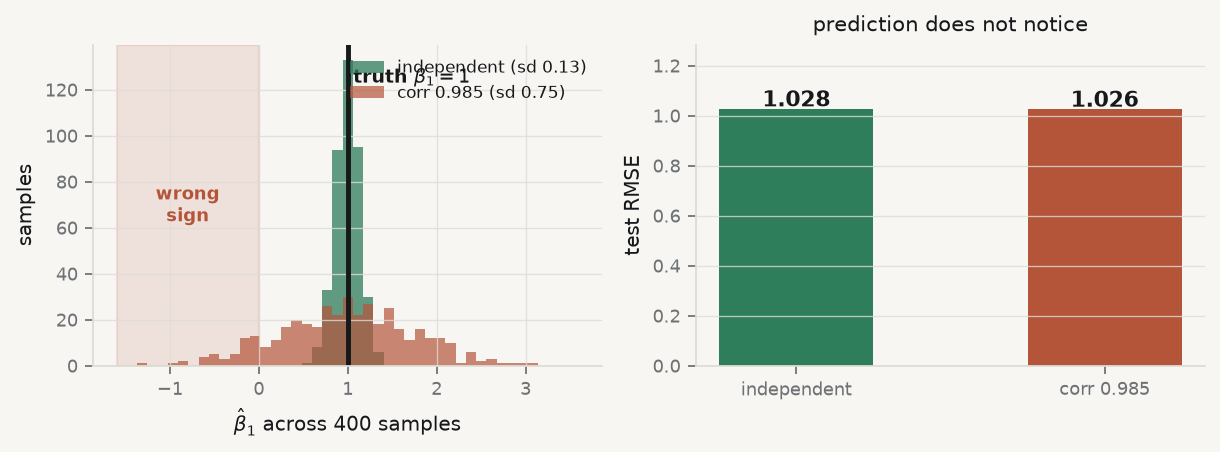 prediction does not notice
independent (sd 0.13)
truth β₁ = 1
corr 0.985 (sd 0.75)
wrong
sign
samples
0
20
40
60
80
100
120
−1
0
1
2
3
β̂₁ across 400 samples
test RMSE
0.0
0.2
0.4
0.6
0.8
1.0
1.2
1.028
1.026
independent
corr 0.985